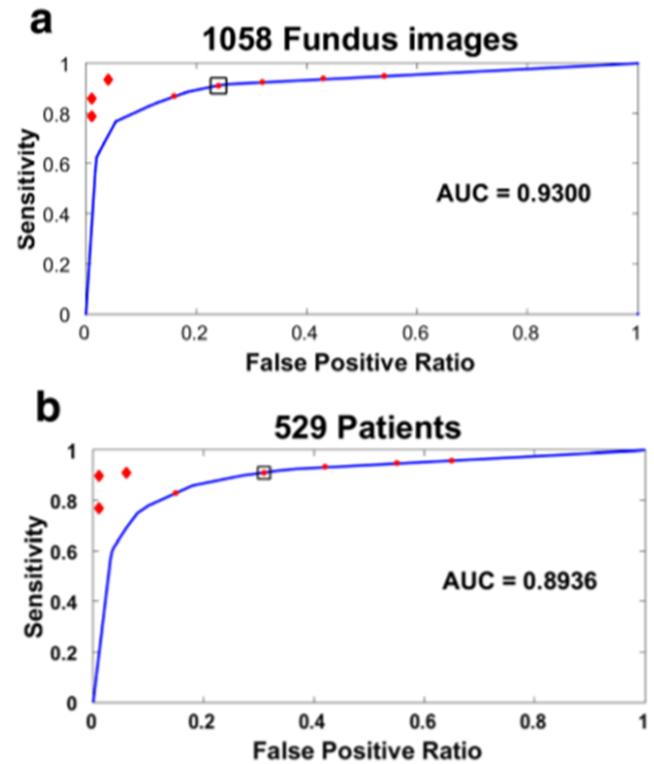 a
1058 Fundus images
1
0.8
0.6
0.4
0.2
0
Sensitivity
AUC = 0.9300
0 0.2 0.4 0.6 0.8 1
False Positive Ratio
b
529 Patients
1
0.8
0.6
0.4
0.2
0
Sensitivity
AUC = 0.8936
0 0.2 0.4 0.6 0.8 1
False Positive Ratio